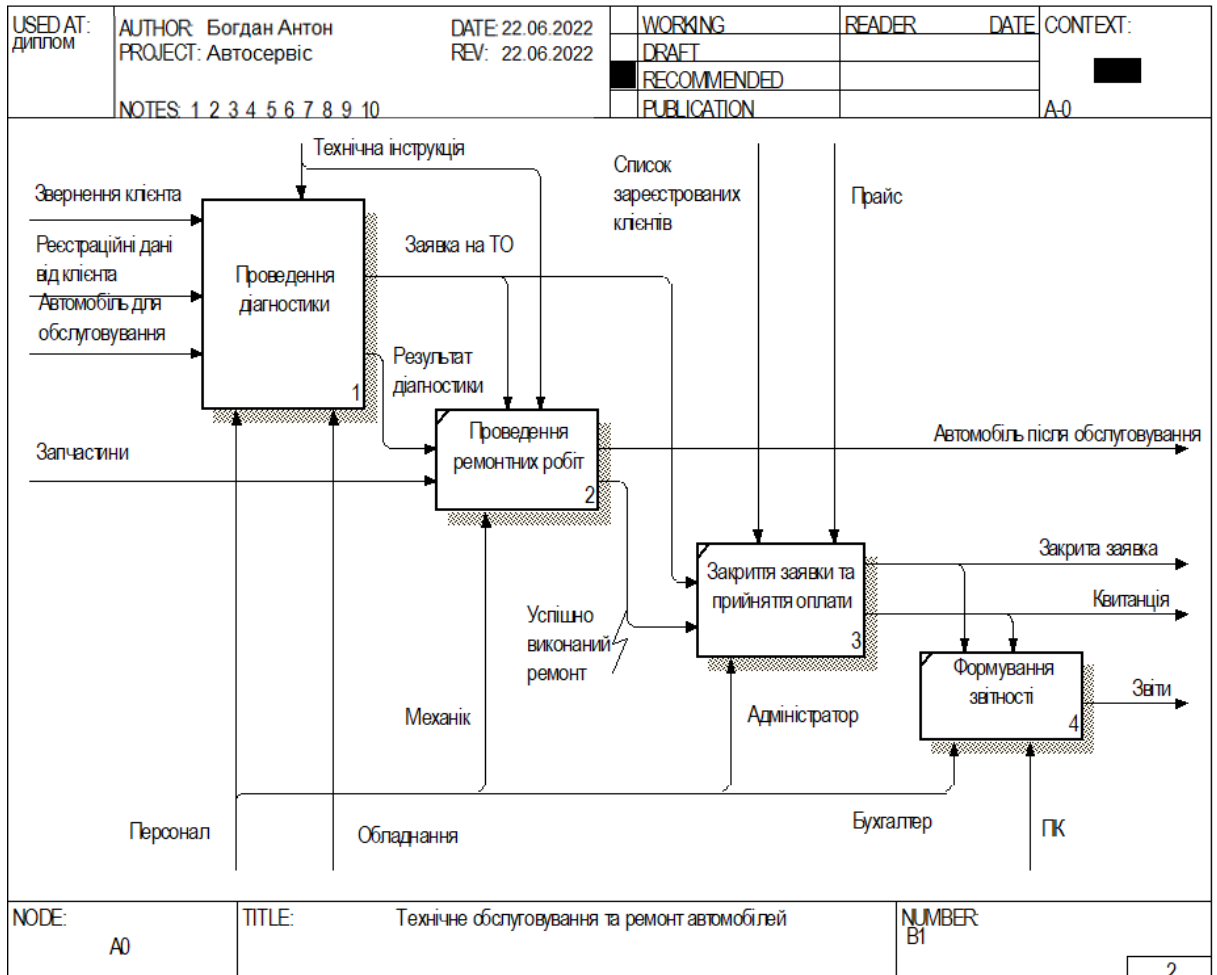 USED AT:
диплом
AUTHOR: Богдан Антон
DATE: 22.06.2022
PROJECT: Автосервіс
REV: 22.06.2022
NOTES: 1 2 3 4 5 6 7 8 9 10
WORKING
DRAFT
RECOMMENDED
PUBLICATION
READER
DATE
CONTEXT:
A-0
Технічна інструкція
Звернення клієнта
Реєстраційні дані
від клієнта
Автомобіль для
обслуговування
Проведення
діагностики
1
Заявка на ТО
Результат
діагностики
Список
зареєстрованих
клієнтів
Прайс
Запчастини
Проведення
ремонтних робіт
2
Автомобіль після обслуговування
Закриття заявки та
прийняття оплати
3
Закрита заявка
Квитанція
Успішно
виконаний
ремонт
Формування
звітності
4
Звіти
Механік
Адміністратор
Персонал
Обладнання
Бухгалтер
ПК
NODE:
A0
TITLE:
Технічне обслуговування та ремонт автомобілей
NUMBER:
B1
2